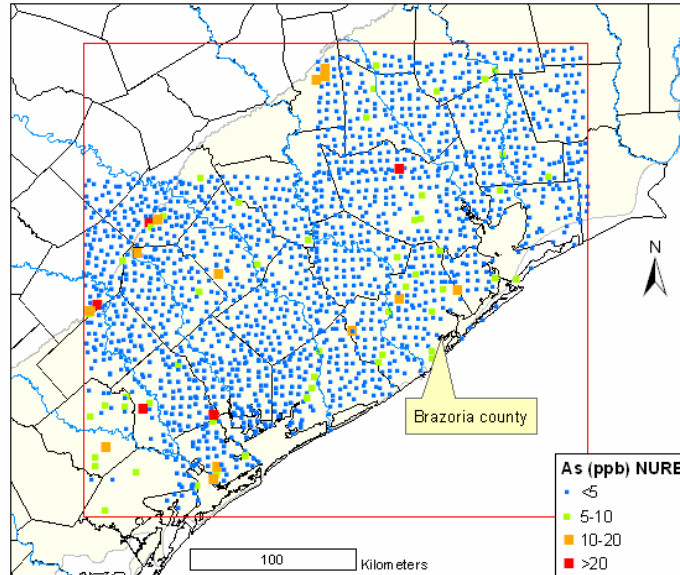 N
Brazoria county
As (ppb) NURE
<5
5-10
10-20
>20
100 Kilometers